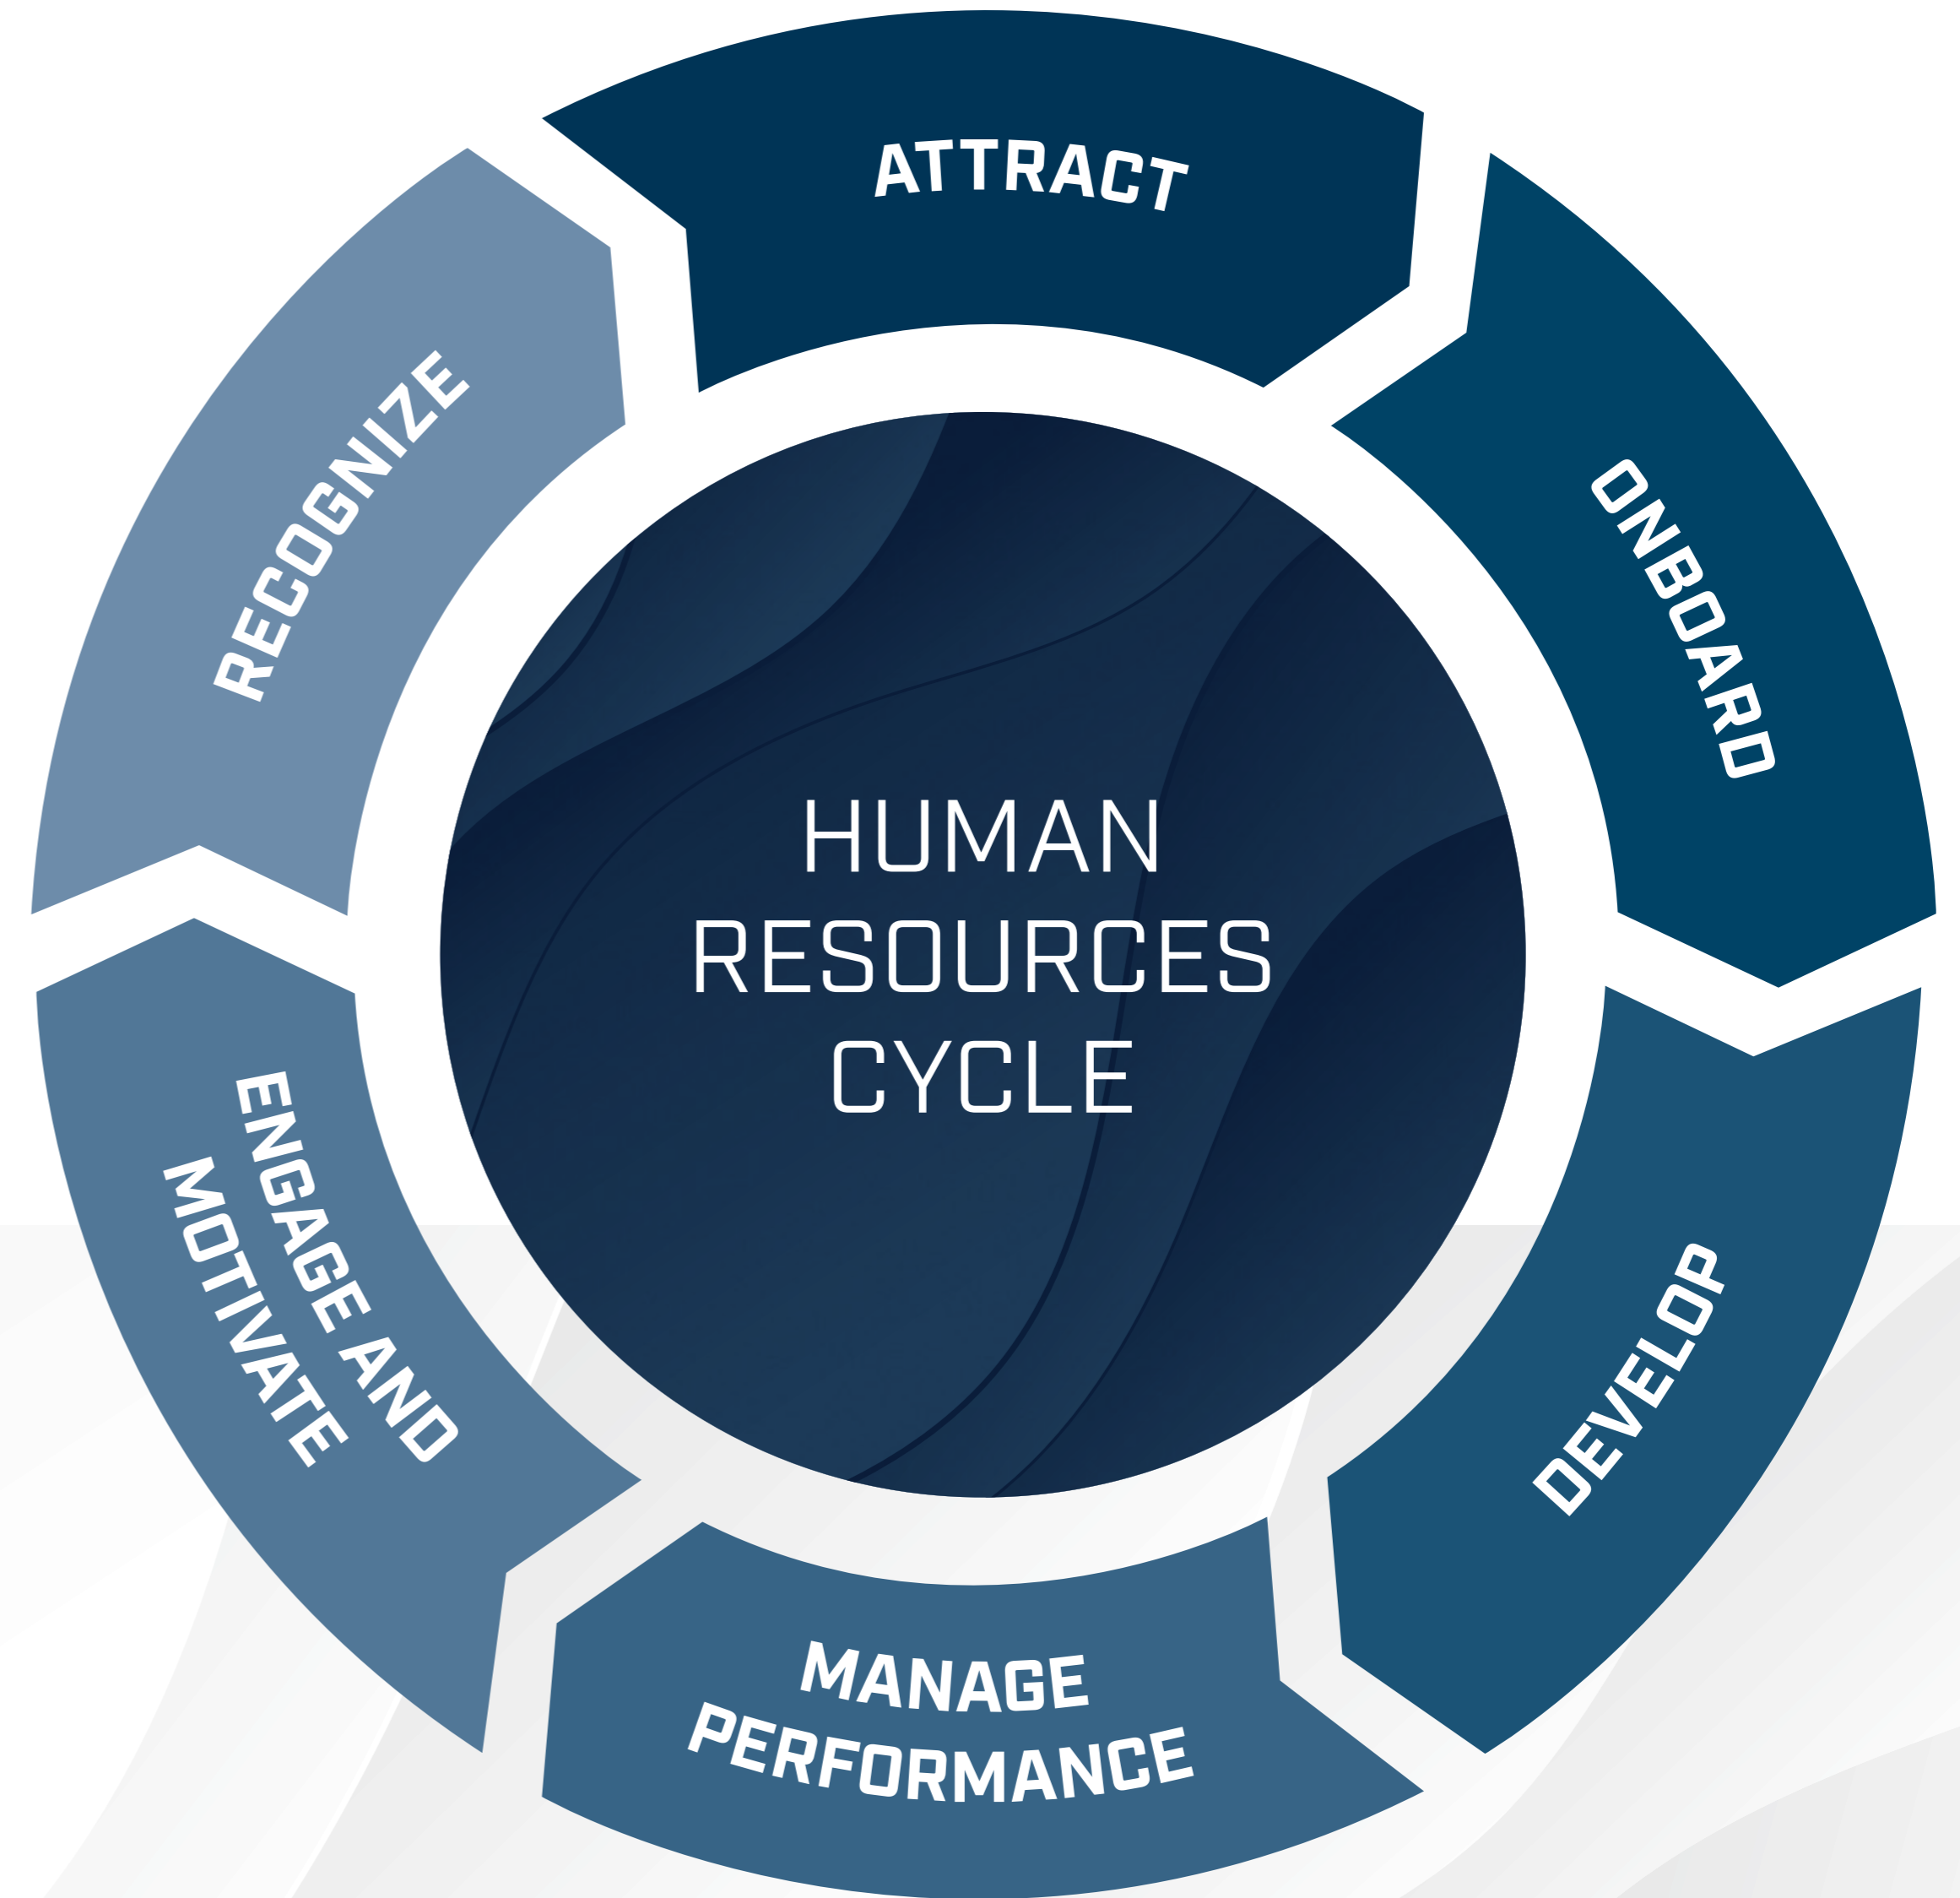 ATTRACT
ONBOARD
DEVELOP
MANAGE
PERFORMANCE
ENGAGE AND
MOTIVATE
RECOGNIZE
HUMAN
RESOURCES
CYCLE